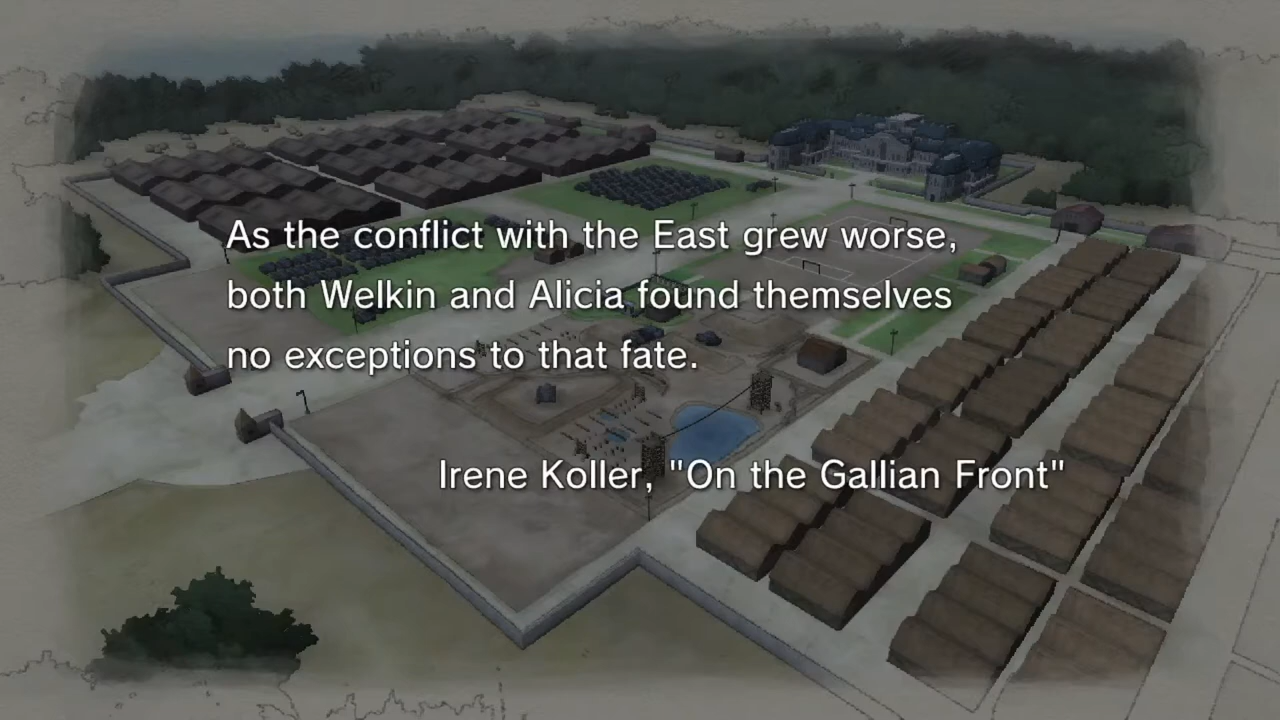 As the conflict with the East grew worse,
both Welkin and Alicia found themselves
no exceptions to that fate.
Irene Koller, "On the Gallian Front"